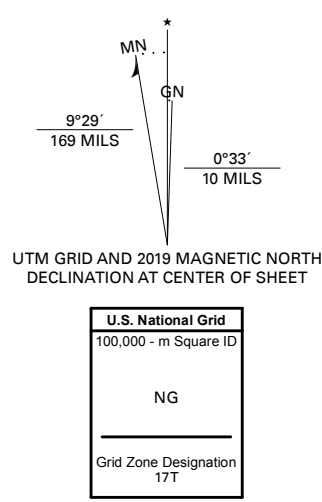 MN
GN
9°29´
169 MILS
0°33´
10 MILS
UTM GRID AND 2019 MAGNETIC NORTH
DECLINATION AT CENTER OF SHEET
U.S. National Grid
100,000 - m Square ID
NG
Grid Zone Designation
17T